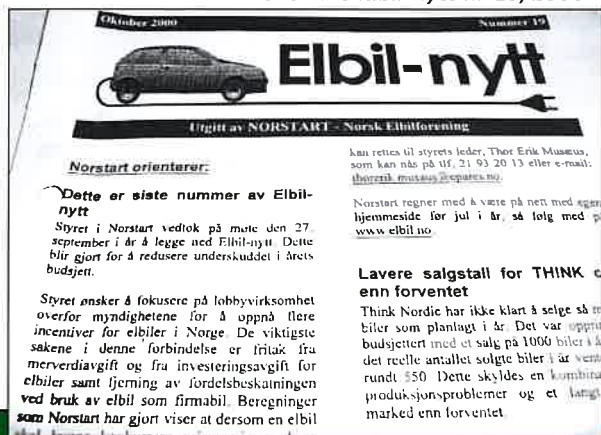 Oktober 2000
Nummer 19
Elbil-nytt
Utgitt av NORSTART - Norsk Elbilforening
Norstart orienterer:
Dette er siste nummer av Elbil-
nytt
Styret i Norstart vedtok på møte den 27.
september i år å legge ned Elbil-nytt. Dette
blir gjort for å redusere underskuddet i årets
budsjett.
Styret ønsker å fokusere på lobbyvirksomhet
overfor myndighetene for å oppnå flere
incentiver for elbiler i Norge. De viktigste
sakene i denne forbindelse er fritak fra
merverdiavgift og fra investeringsavgift for
elbiler samt fjerning av fordelsbeskatningen
ved bruk av elbil som firmabil. Beregninger
som Norstart har gjort viser at dersom en elbil
kan rettes til styrets leder, Thor Erik Musæus,
som kan nås på tlf, 21 93 20 13 eller e-mail:
thorerik.musaus@epares.no.
Norstart regner med å være på nett med egen
hjemmeside før jul i år, så følg med
www.elbil.no
Lavere salgstall for THINK
enn forventet
Think Nordic har ikke klart å selge så
biler som planlagt i år. Det var
budsjettert med et salg på 1000 biler i
det reelle antallet solgte biler i år
rundt 550. Dette skyldes en
produksjonsproblemer og et
marked enn forventet.